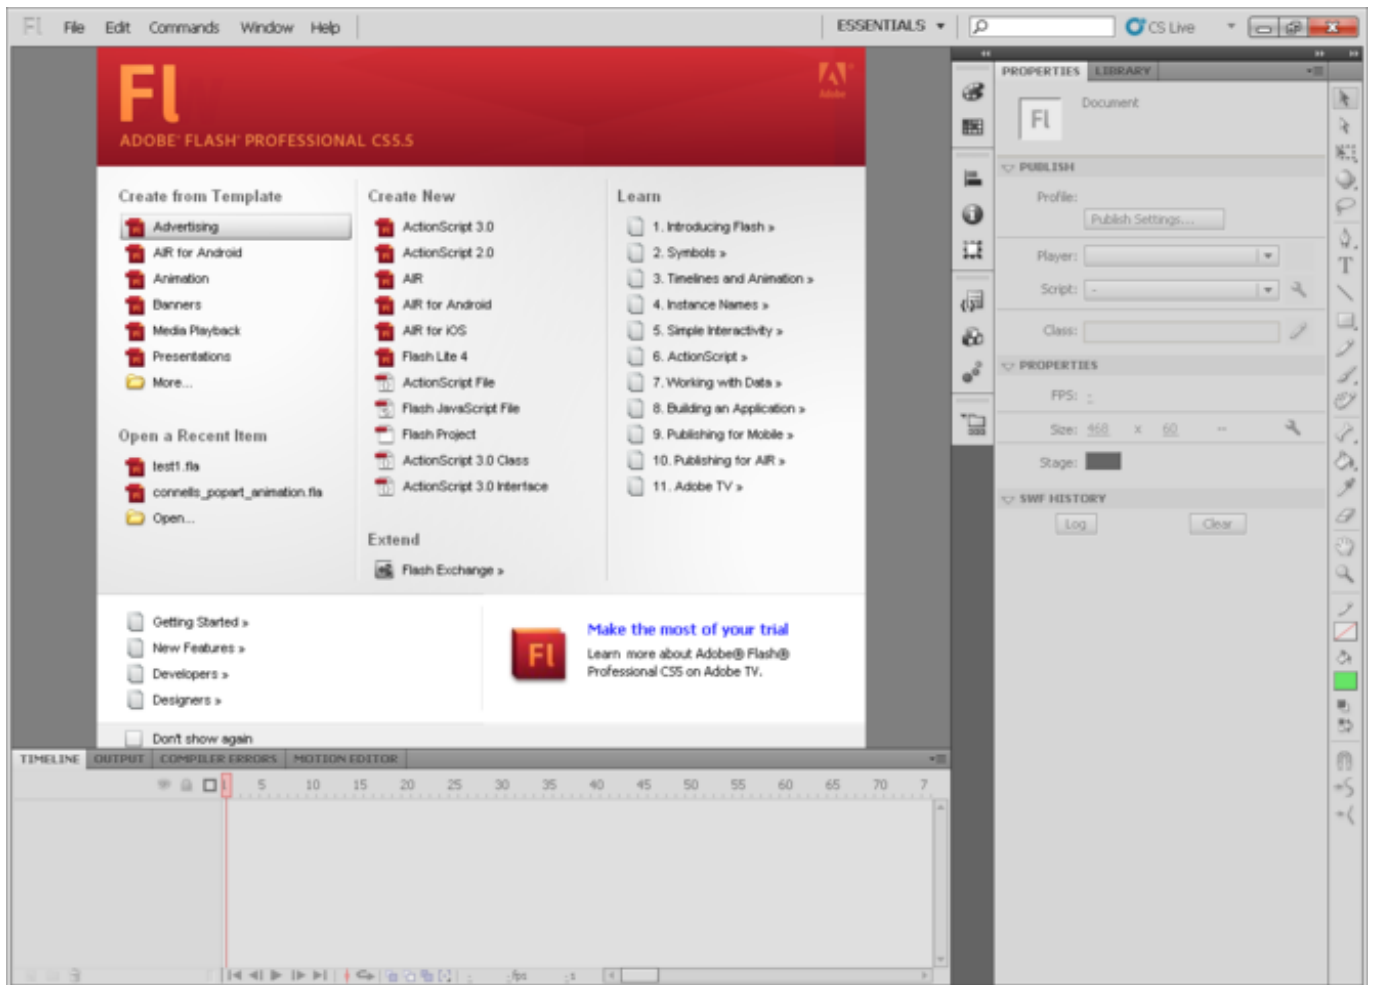 Fl File Edit Commands Window Help ESSENTIALS CS Live
Fl
Adobe
ADOBE® FLASH® PROFESSIONAL CS5.5
Create from Template
Advertising
AIR for Android
Animation
Banners
Media Playback
Presentations
More...
Open a Recent Item
test1.fla
connells_popart_animation.fla
Open...
Create New
ActionScript 3.0
ActionScript 2.0
AIR
AIR for Android
AIR for iOS
Flash Lite 4
ActionScript File
Flash JavaScript File
Flash Project
ActionScript 3.0 Class
ActionScript 3.0 Interface
Extend
Flash Exchange »
Learn
1. Introducing Flash »
2. Symbols »
3. Timelines and Animation »
4. Instance Names »
5. Simple Interactivity »
6. ActionScript »
7. Working with Data »
8. Building an Application »
9. Publishing for Mobile »
10. Publishing for AIR »
11. Adobe TV »
Getting Started »
New Features »
Developers »
Designers »
Fl
Make the most of your trial
Learn more about Adobe® Flash®
Professional CS5 on Adobe TV.
Don't show again
TIMELINE OUTPUT COMPILER ERRORS MOTION EDITOR
1 5 10 15 20 25 30 35 40 45 50 55 60 65 70 7
fps
PROPERTIES LIBRARY
Fl
Document
PUBLISH
Profile:
Publish Settings...
Player:
Script: -
Class:
PROPERTIES
FPS: -
Size: 468 x 60 --
Stage:
SWF HISTORY
Log Clear